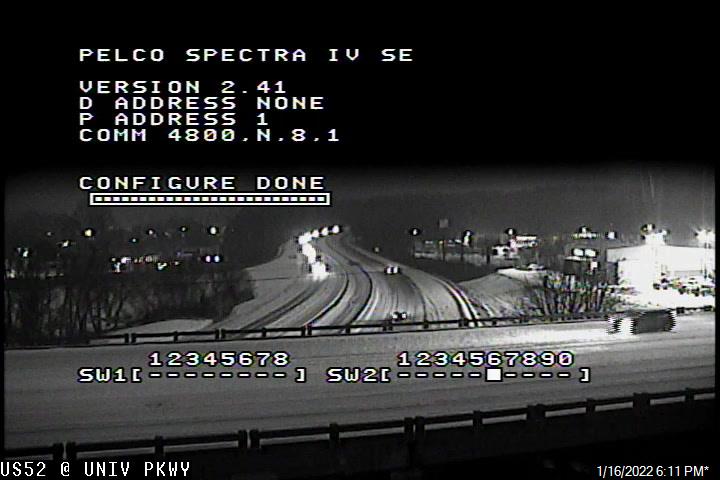 PELCO SPECTRA IV SE
VERSION 2.41
D ADDRESS NONE
P ADDRESS 1
COMM 4800,N,8,1
CONFIGURE DONE
12345678 1234567890
SW1[--------] SW2[-----■----]
US52 @ UNIV PKWY 1/16/2022 6:11 PM*